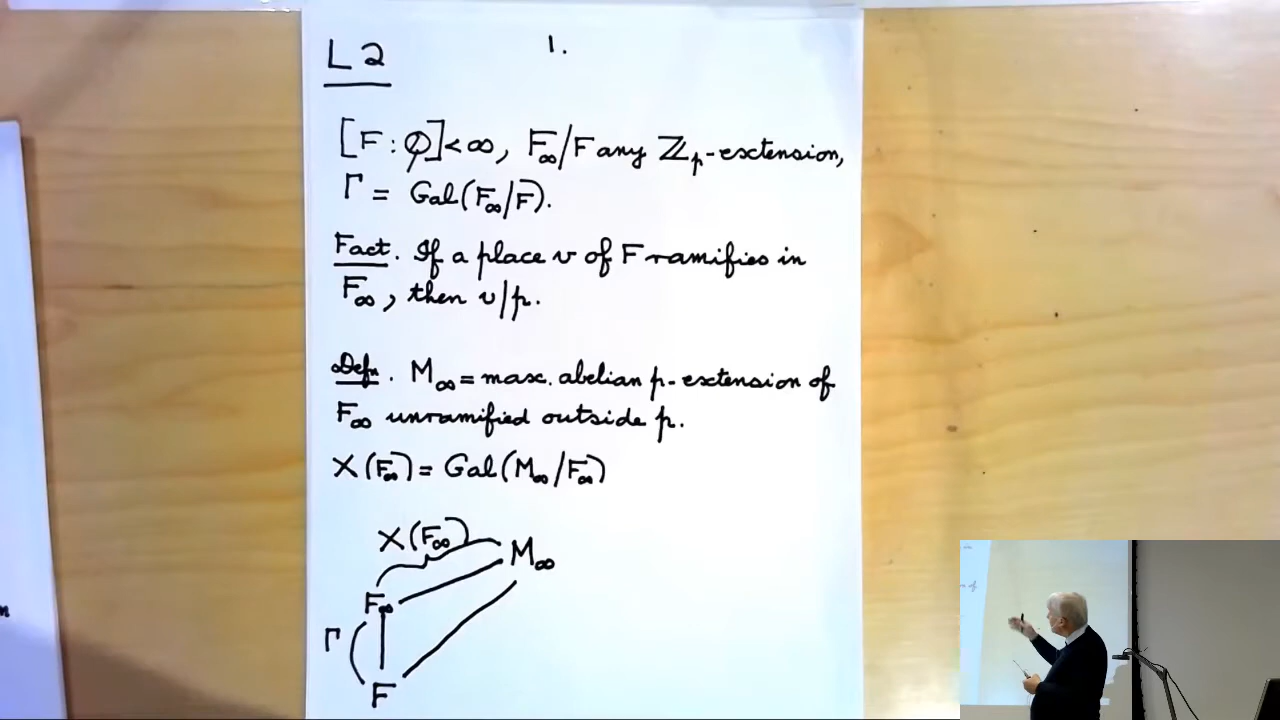 L2
1.
[F:ℚ]<∞, F∞/F any ℤp-extension,
Γ = Gal(F∞/F).
Fact. If a place v of F ramifies in
F∞, then v/p.
Defn. M∞ = max. abelian p-extension of
F∞ unramified outside p.
X(F∞) = Gal(M∞/F∞)
X(F∞)
M∞
F∞
Γ
F